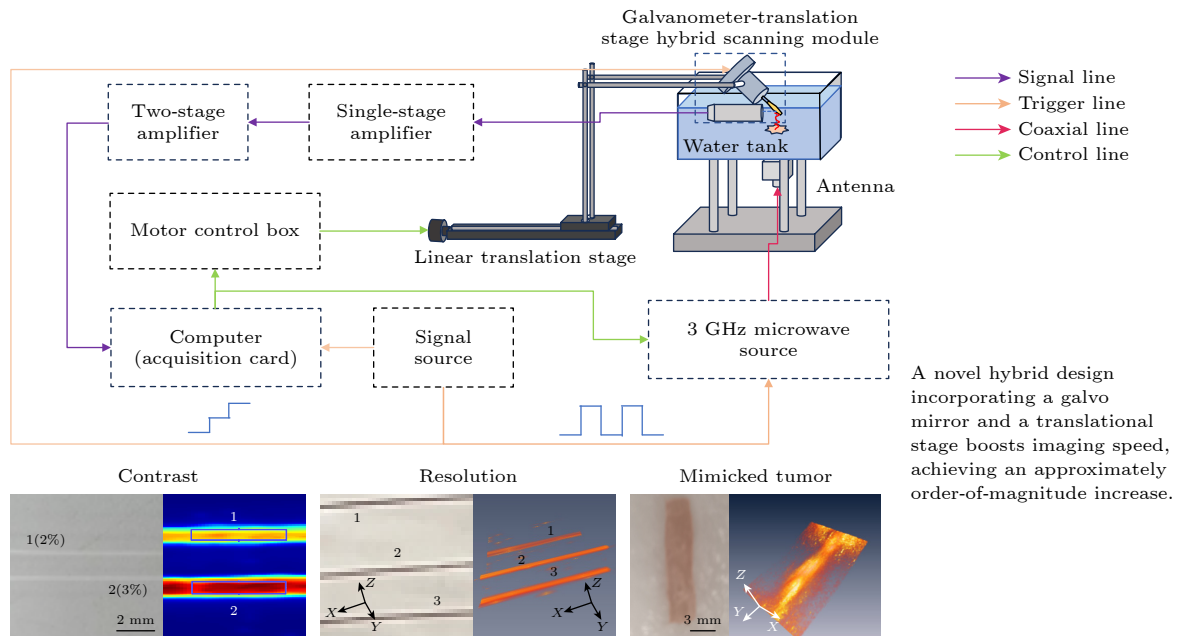 Galvanometer-translation
stage hybrid scanning module
Two-stage
amplifier
Single-stage
amplifier
Water tank
Antenna
Signal line
Trigger line
Coaxial line
Control line
Motor control box
Linear translation stage
Computer
(acquisition card)
Signal
source
3 GHz microwave
source
A novel hybrid design
incorporating a galvo
mirror and a translational
stage boosts imaging speed,
achieving an approximately
order-of-magnitude increase.
Contrast
1(2%)
2(3%)
2 mm
1
2
Resolution
1
2
3
Z
X
Y
1
2
3
Z
X
Y
Mimicked tumor
3 mm
Z
Y
X